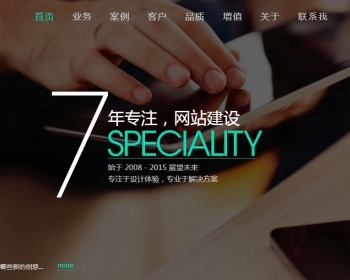 首页 业务 案例 客户 品质 增值 关于 联系我
7年专注，网站建设
SPECIALITY
始于 2008 - 2015 展望未来
专注于设计体验，专业于解决方案
哪些新的创意... more